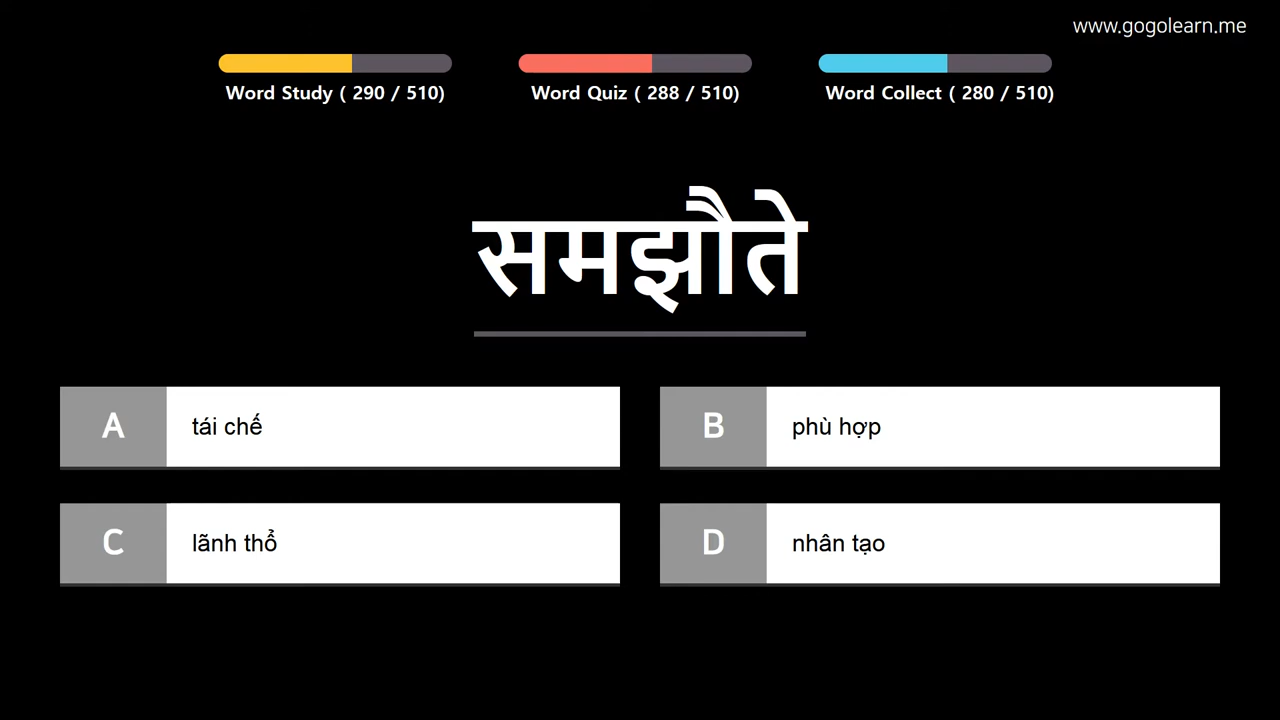 www.gogolearn.me
Word Study ( 290 / 510)
Word Quiz ( 288 / 510)
Word Collect ( 280 / 510)
समझौते
A
tái chế
B
phù hợp
C
lãnh thổ
D
nhân tạo